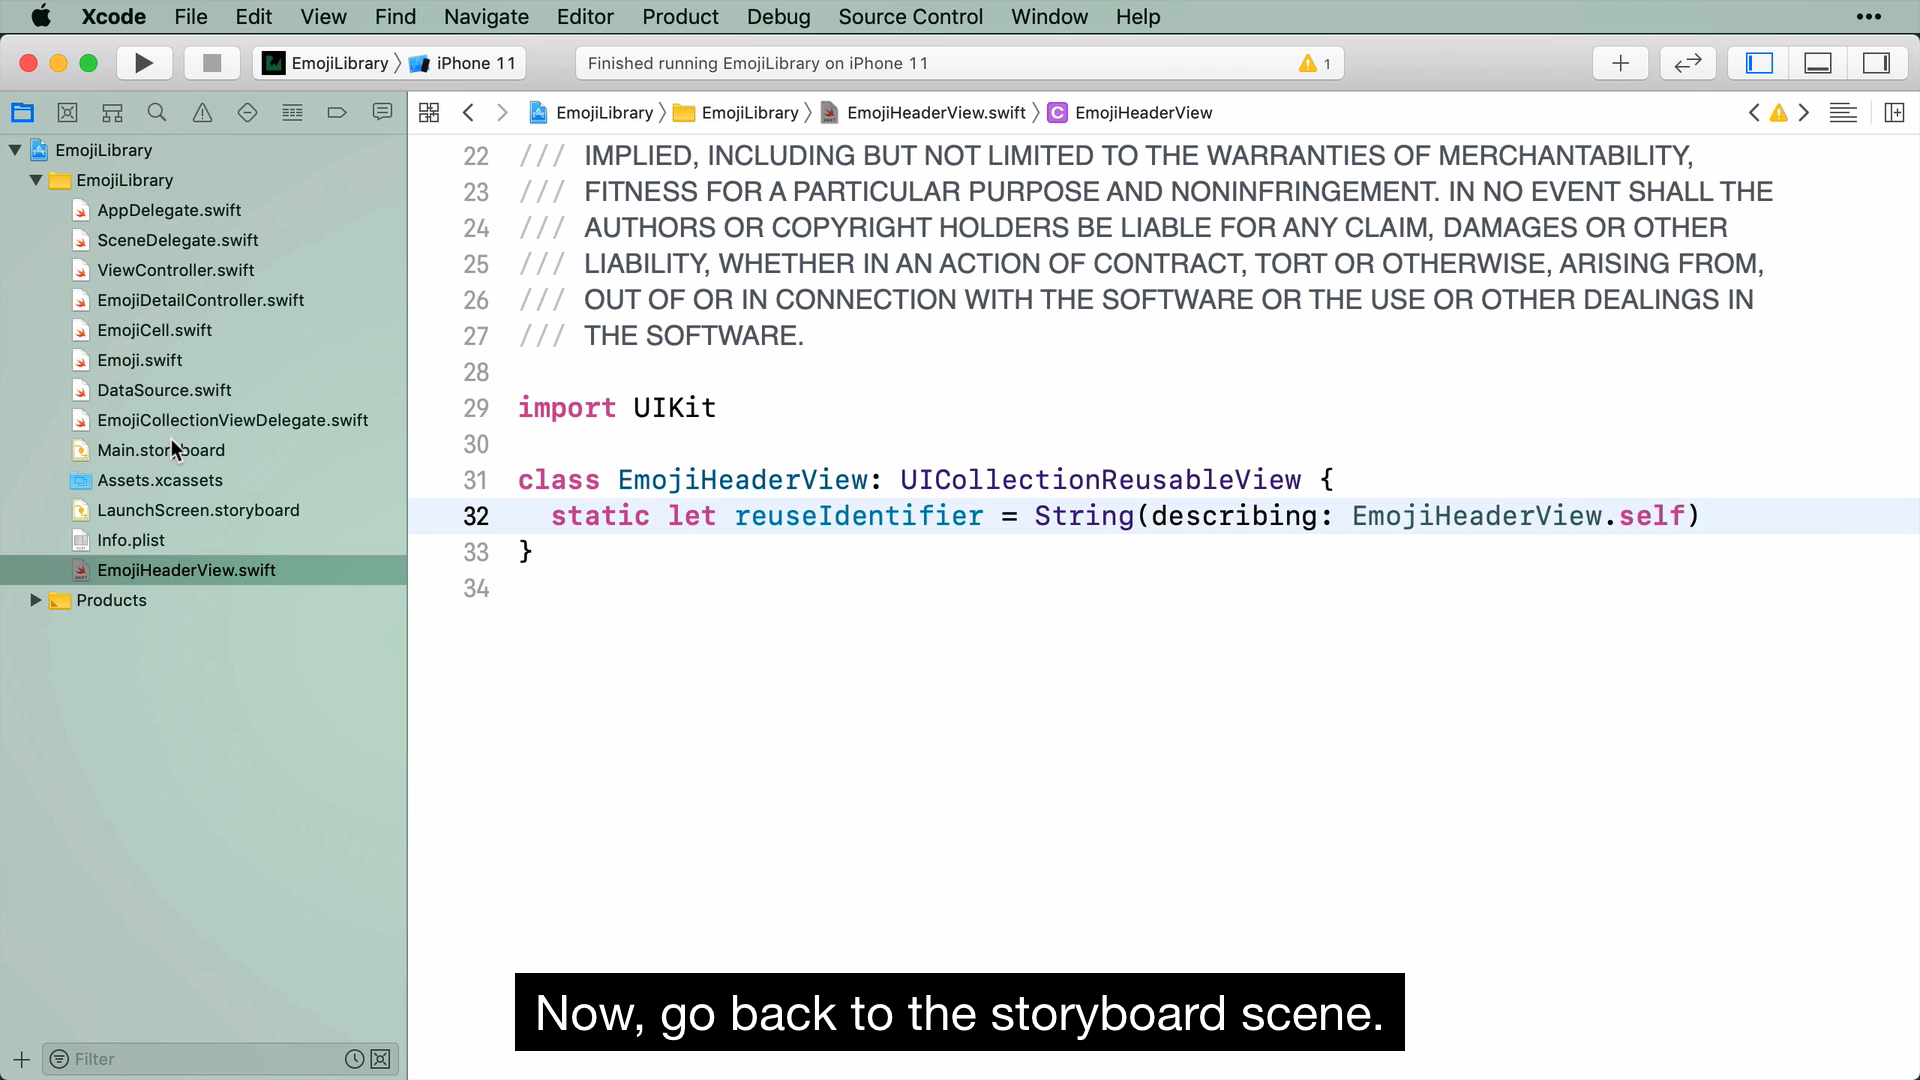 Xcode File Edit View Find Navigate Editor Product Debug Source Control Window Help •••
EmojiLibrary 〉 iPhone 11
Finished running EmojiLibrary on iPhone 11
1
EmojiLibrary 〉 EmojiLibrary 〉 EmojiHeaderView.swift 〉 C EmojiHeaderView
EmojiLibrary
EmojiLibrary
AppDelegate.swift
SceneDelegate.swift
ViewController.swift
EmojiDetailController.swift
EmojiCell.swift
Emoji.swift
DataSource.swift
EmojiCollectionViewDelegate.swift
Main.storyboard
Assets.xcassets
LaunchScreen.storyboard
Info.plist
EmojiHeaderView.swift
Products
Filter
22 /// IMPLIED, INCLUDING BUT NOT LIMITED TO THE WARRANTIES OF MERCHANTABILITY,
23 /// FITNESS FOR A PARTICULAR PURPOSE AND NONINFRINGEMENT. IN NO EVENT SHALL THE
24 /// AUTHORS OR COPYRIGHT HOLDERS BE LIABLE FOR ANY CLAIM, DAMAGES OR OTHER
25 /// LIABILITY, WHETHER IN AN ACTION OF CONTRACT, TORT OR OTHERWISE, ARISING FROM,
26 /// OUT OF OR IN CONNECTION WITH THE SOFTWARE OR THE USE OR OTHER DEALINGS IN
27 /// THE SOFTWARE.
28
29 import UIKit
30
31 class EmojiHeaderView: UICollectionReusableView {
32 static let reuseIdentifier = String(describing: EmojiHeaderView.self)
33 }
34
Now, go back to the storyboard scene.